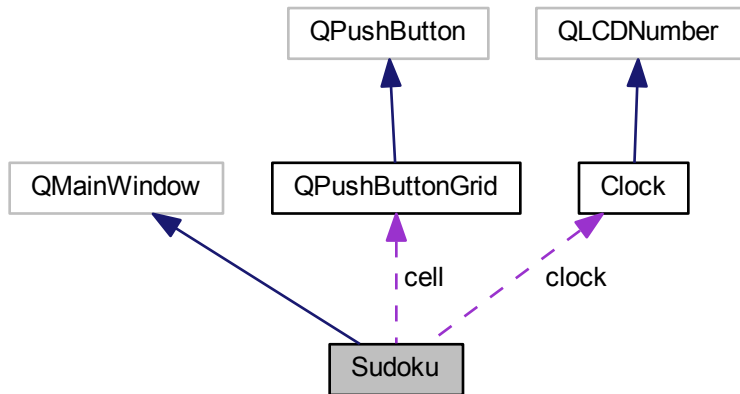 QPushButton
QLCDNumber
QMainWindow
QPushButtonGrid
Clock
cell
clock
Sudoku